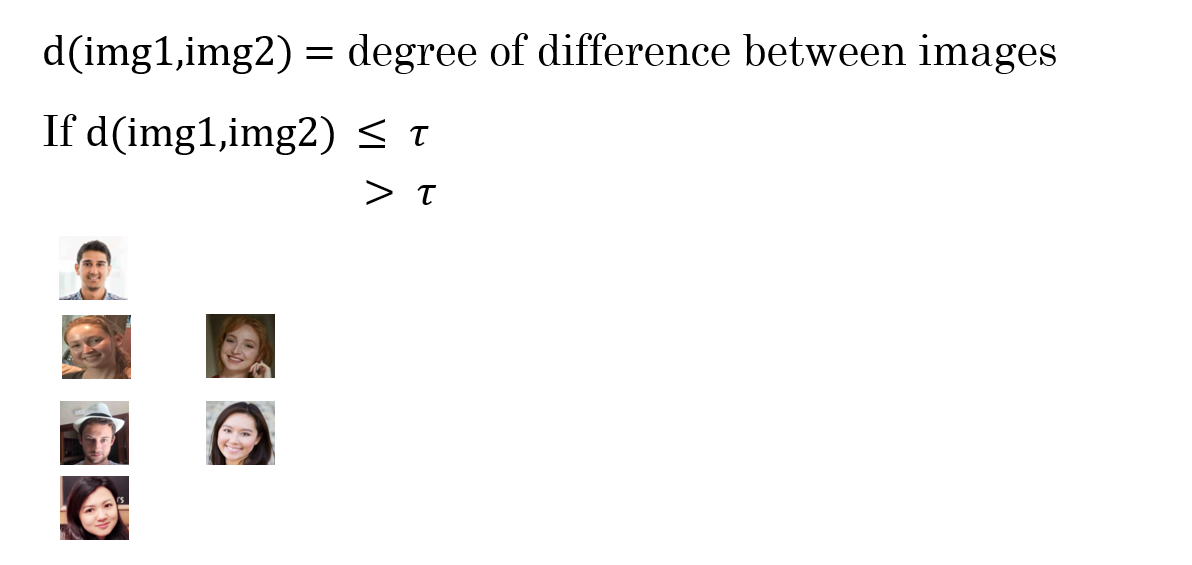 d(img1,img2) = degree of difference between images
If d(img1,img2) ≤ τ
> τ